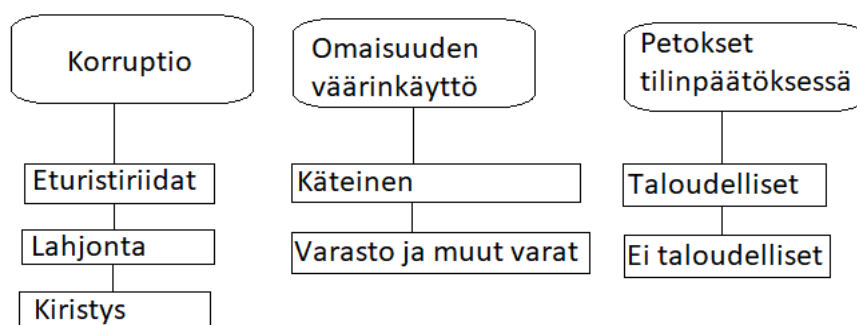 Korruptio
Eturistiriidat
Lahjonta
Kiristys
Omaisuuden
väärinkäyttö
Käteinen
Varasto ja muut varat
Petokset
tilinpäätöksessä
Taloudelliset
Ei taloudelliset